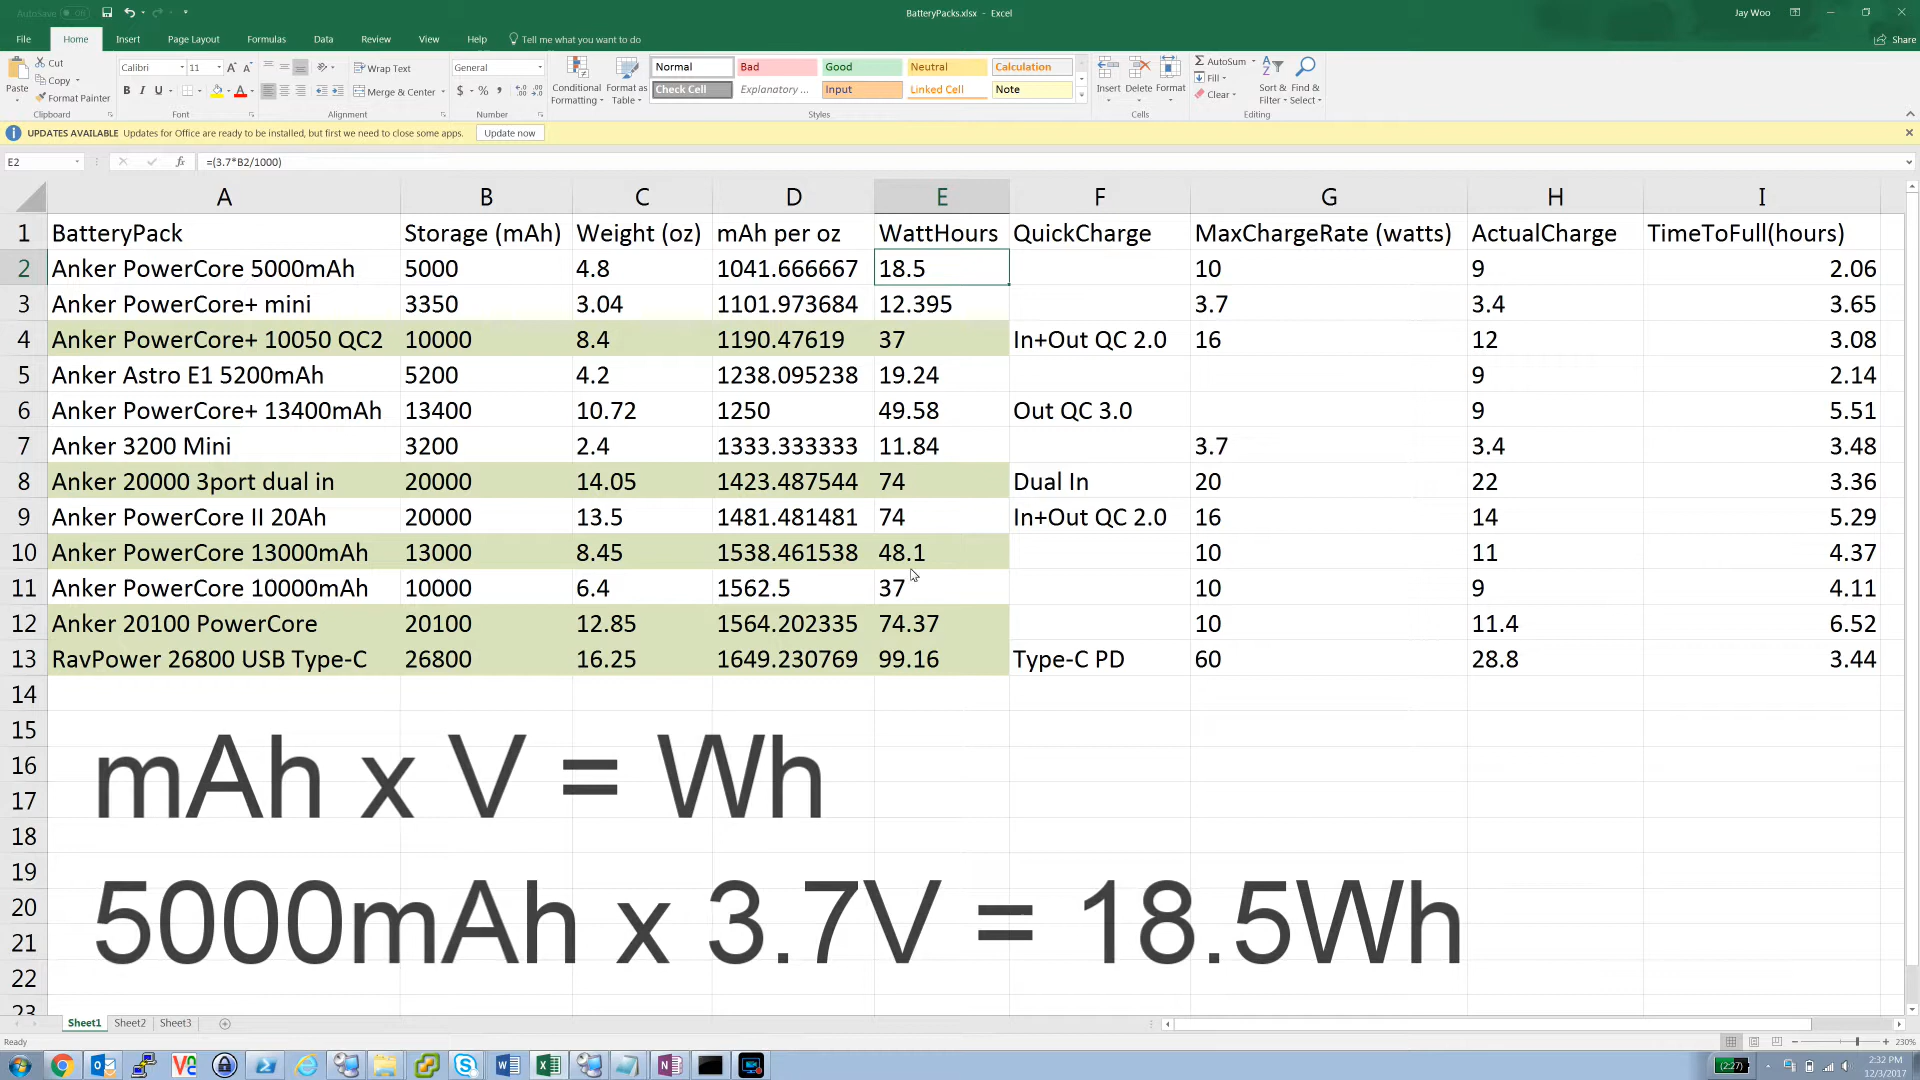 AutoSave Off
BatteryPacks.xlsx - Excel
Jay Woo
File Home Insert Page Layout Formulas Data Review View Help Tell me what you want to do Share
Paste Cut Copy Format Painter Clipboard
Calibri 11 A A B I U A Font
Wrap Text Merge & Center Alignment
General $ % , Number
Conditional Formatting Format as Table
Normal Bad Good Neutral Calculation
Check Cell Explanatory ... Input Linked Cell Note
Styles
Insert Delete Format Cells
AutoSum Fill Clear Sort & Filter Find & Select Editing
UPDATES AVAILABLE Updates for Office are ready to be installed, but first we need to close some apps. Update now
E2 fx =(3.7*B2/1000)
A B C D E F G H I
1 BatteryPack Storage (mAh) Weight (oz) mAh per oz WattHours QuickCharge MaxChargeRate (watts) ActualCharge TimeToFull(hours)
2 Anker PowerCore 5000mAh 5000 4.8 1041.666667 18.5 10 9 2.06
3 Anker PowerCore+ mini 3350 3.04 1101.973684 12.395 3.7 3.4 3.65
4 Anker PowerCore+ 10050 QC2 10000 8.4 1190.47619 37 In+Out QC 2.0 16 12 3.08
5 Anker Astro E1 5200mAh 5200 4.2 1238.095238 19.24 9 2.14
6 Anker PowerCore+ 13400mAh 13400 10.72 1250 49.58 Out QC 3.0 9 5.51
7 Anker 3200 Mini 3200 2.4 1333.333333 11.84 3.7 3.4 3.48
8 Anker 20000 3port dual in 20000 14.05 1423.487544 74 Dual In 20 22 3.36
9 Anker PowerCore II 20Ah 20000 13.5 1481.481481 74 In+Out QC 2.0 16 14 5.29
10 Anker PowerCore 13000mAh 13000 8.45 1538.461538 48.1 10 11 4.37
11 Anker PowerCore 10000mAh 10000 6.4 1562.5 37 10 9 4.11
12 Anker 20100 PowerCore 20100 12.85 1564.202335 74.37 10 11.4 6.52
13 RavPower 26800 USB Type-C 26800 16.25 1649.230769 99.16 Type-C PD 60 28.8 3.44
14
15
16
17
18
19
20
21
22
23
mAh x V = Wh
5000mAh x 3.7V = 18.5Wh
Sheet1 Sheet2 Sheet3
Ready
230%
(2:27)
2:32 PM
12/3/2017